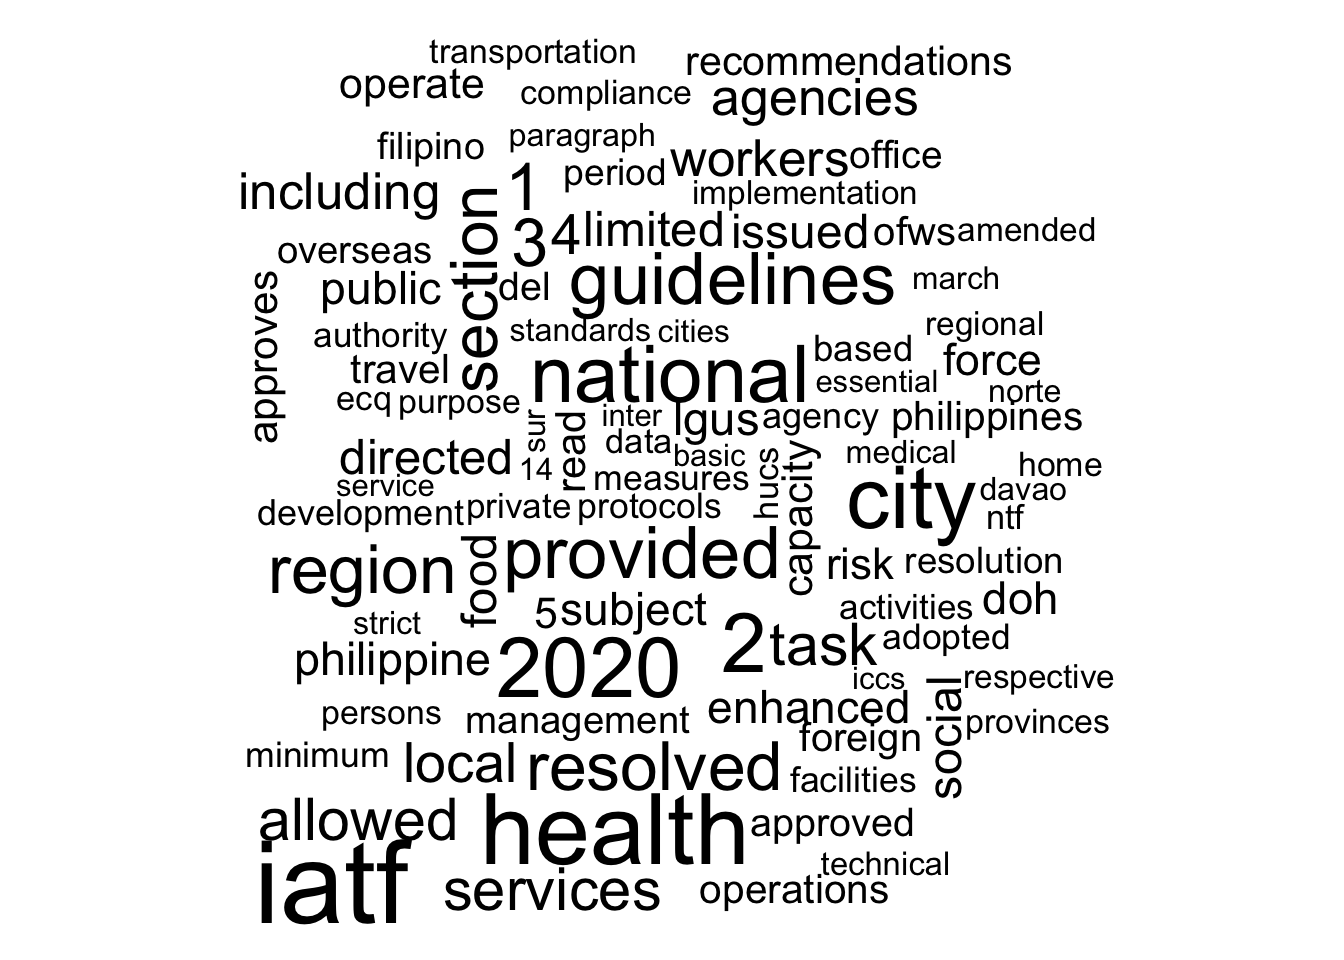 transportation
recommendations
operate
compliance
agencies
paragraph
filipino
workers
office
period
including
1
implementation
section
3
4
limited
issued
ofws
amended
overseas
public
del
guidelines
march
approves
authority
standards
cities
regional
travel
national
based
force
essential
ecq
purpose
norte
sur
read
inter
lgus
agency
philippines
data
directed
14
basic
hucs
capacity
medical
home
service
measures
city
davao
development
private
protocols
ntf
region
food
provided
risk
resolution
5
subject
activities
doh
strict
2020
2
task
adopted
philippine
iccs
social
respective
persons
management
enhanced
provinces
foreign
minimum
local
resolved
facilities
allowed
health
approved
iatf
technical
services
operations